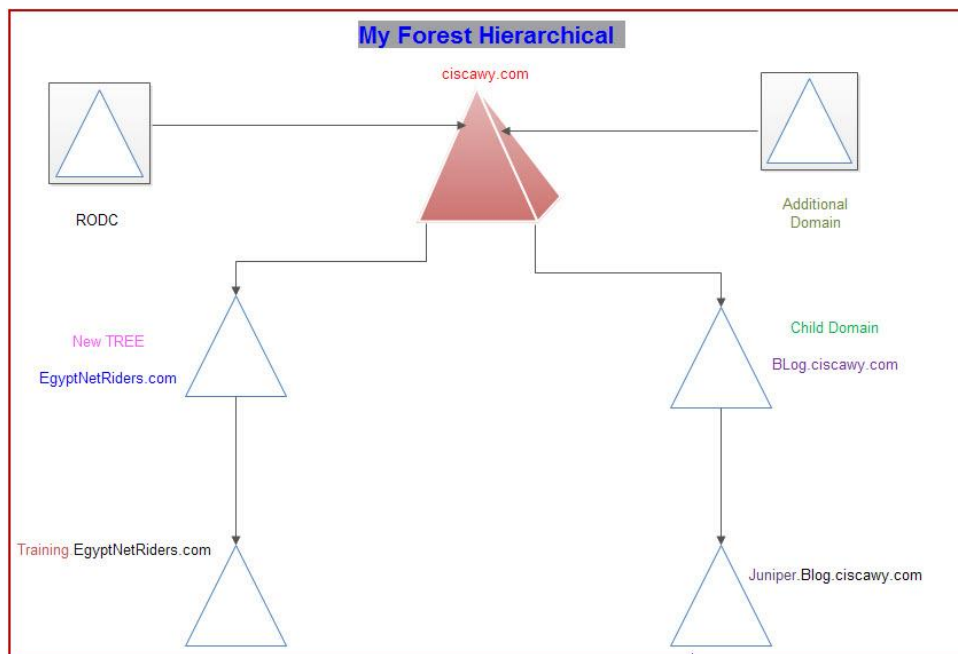 My Forest Hierarchical
ciscawy.com
RODC
Additional
Domain
New TREE
EgyptNetRiders.com
Child Domain
BLog.ciscawy.com
Training.EgyptNetRiders.com
Juniper.Blog.ciscawy.com